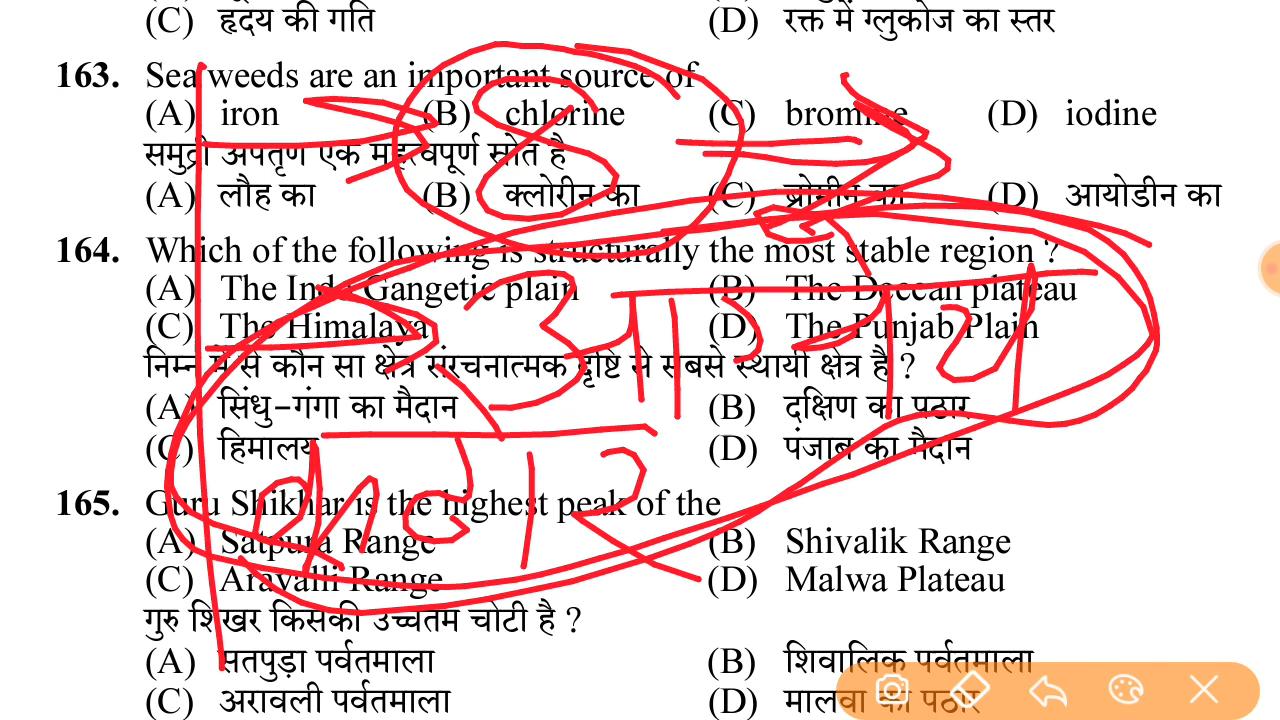 (C) हृदय की गति (D) रक्त में ग्लुकोज का स्तर
163. Sea weeds are an important source of
(A) iron (B) chlorine (C) bromine (D) iodine
समुद्री अपतृण एक महत्वपूर्ण स्रोत है
(A) लौह का (B) क्लोरीन का (C) ब्रोमीन का (D) आयोडीन का
8
164. Which of the following is structurally the most stable region ?
(A) The Indo Gangetic plain (B) The Deccan plateau
(C) The Himalaya (D) The Punjab Plain
निम्न में से कौन सा क्षेत्र संरचनात्मक दृष्टि से सबसे स्थायी क्षेत्र है ?
(A) सिंधु–गंगा का मैदान (B) दक्षिण का पठार
(C) हिमालय (D) पंजाब का मैदान
165. Guru Shikhar is the highest peak of the
(A) Satpura Range (B) Shivalik Range
(C) Aravalli Range (D) Malwa Plateau
गुरु शिखर किसकी उच्चतम चोटी है ?
(A) सतपुड़ा पर्वतमाला (B) शिवालिक पर्वतमाला
(C) अरावली पर्वतमाला (D) मालवा का पठार